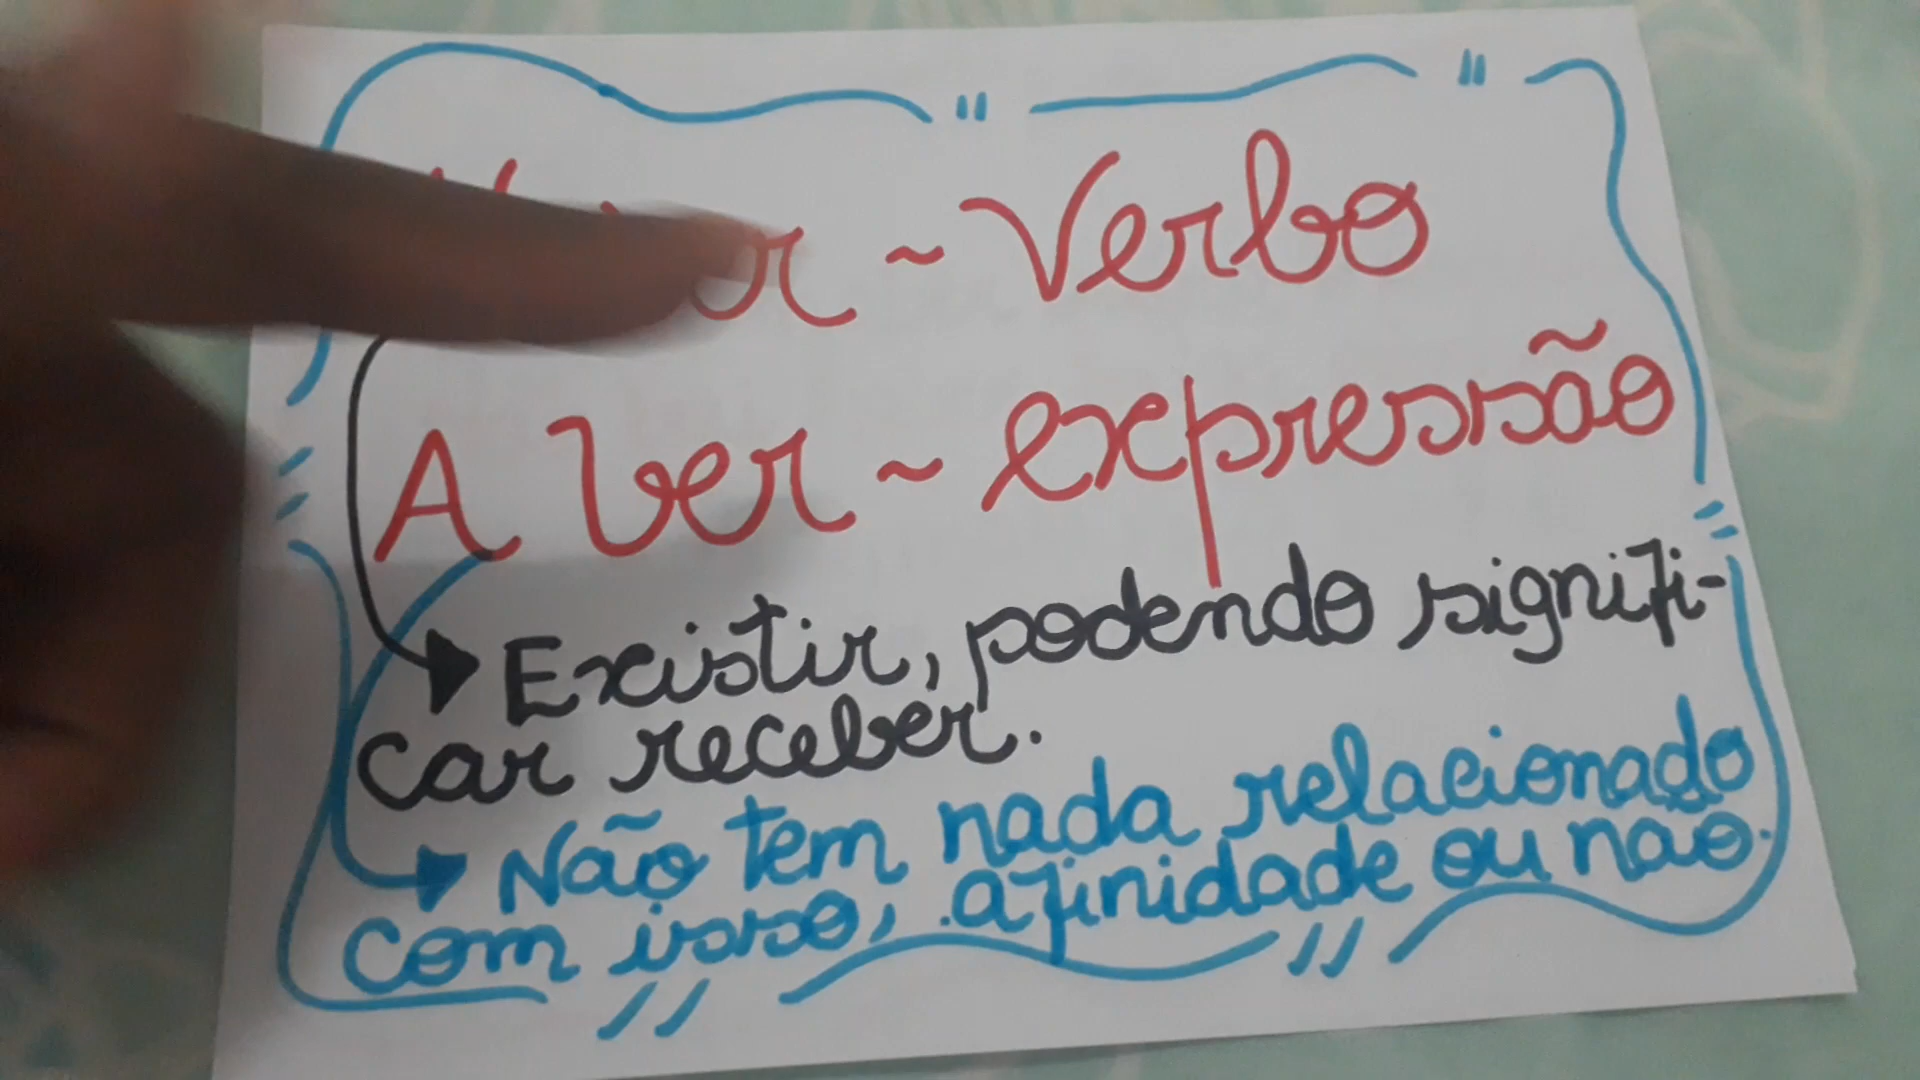 ~ Verbo
A ver ~ expressão
Existir, podendo signifi-
car receber.
Não tem nada relacionado
com isso, afinidade ou não.